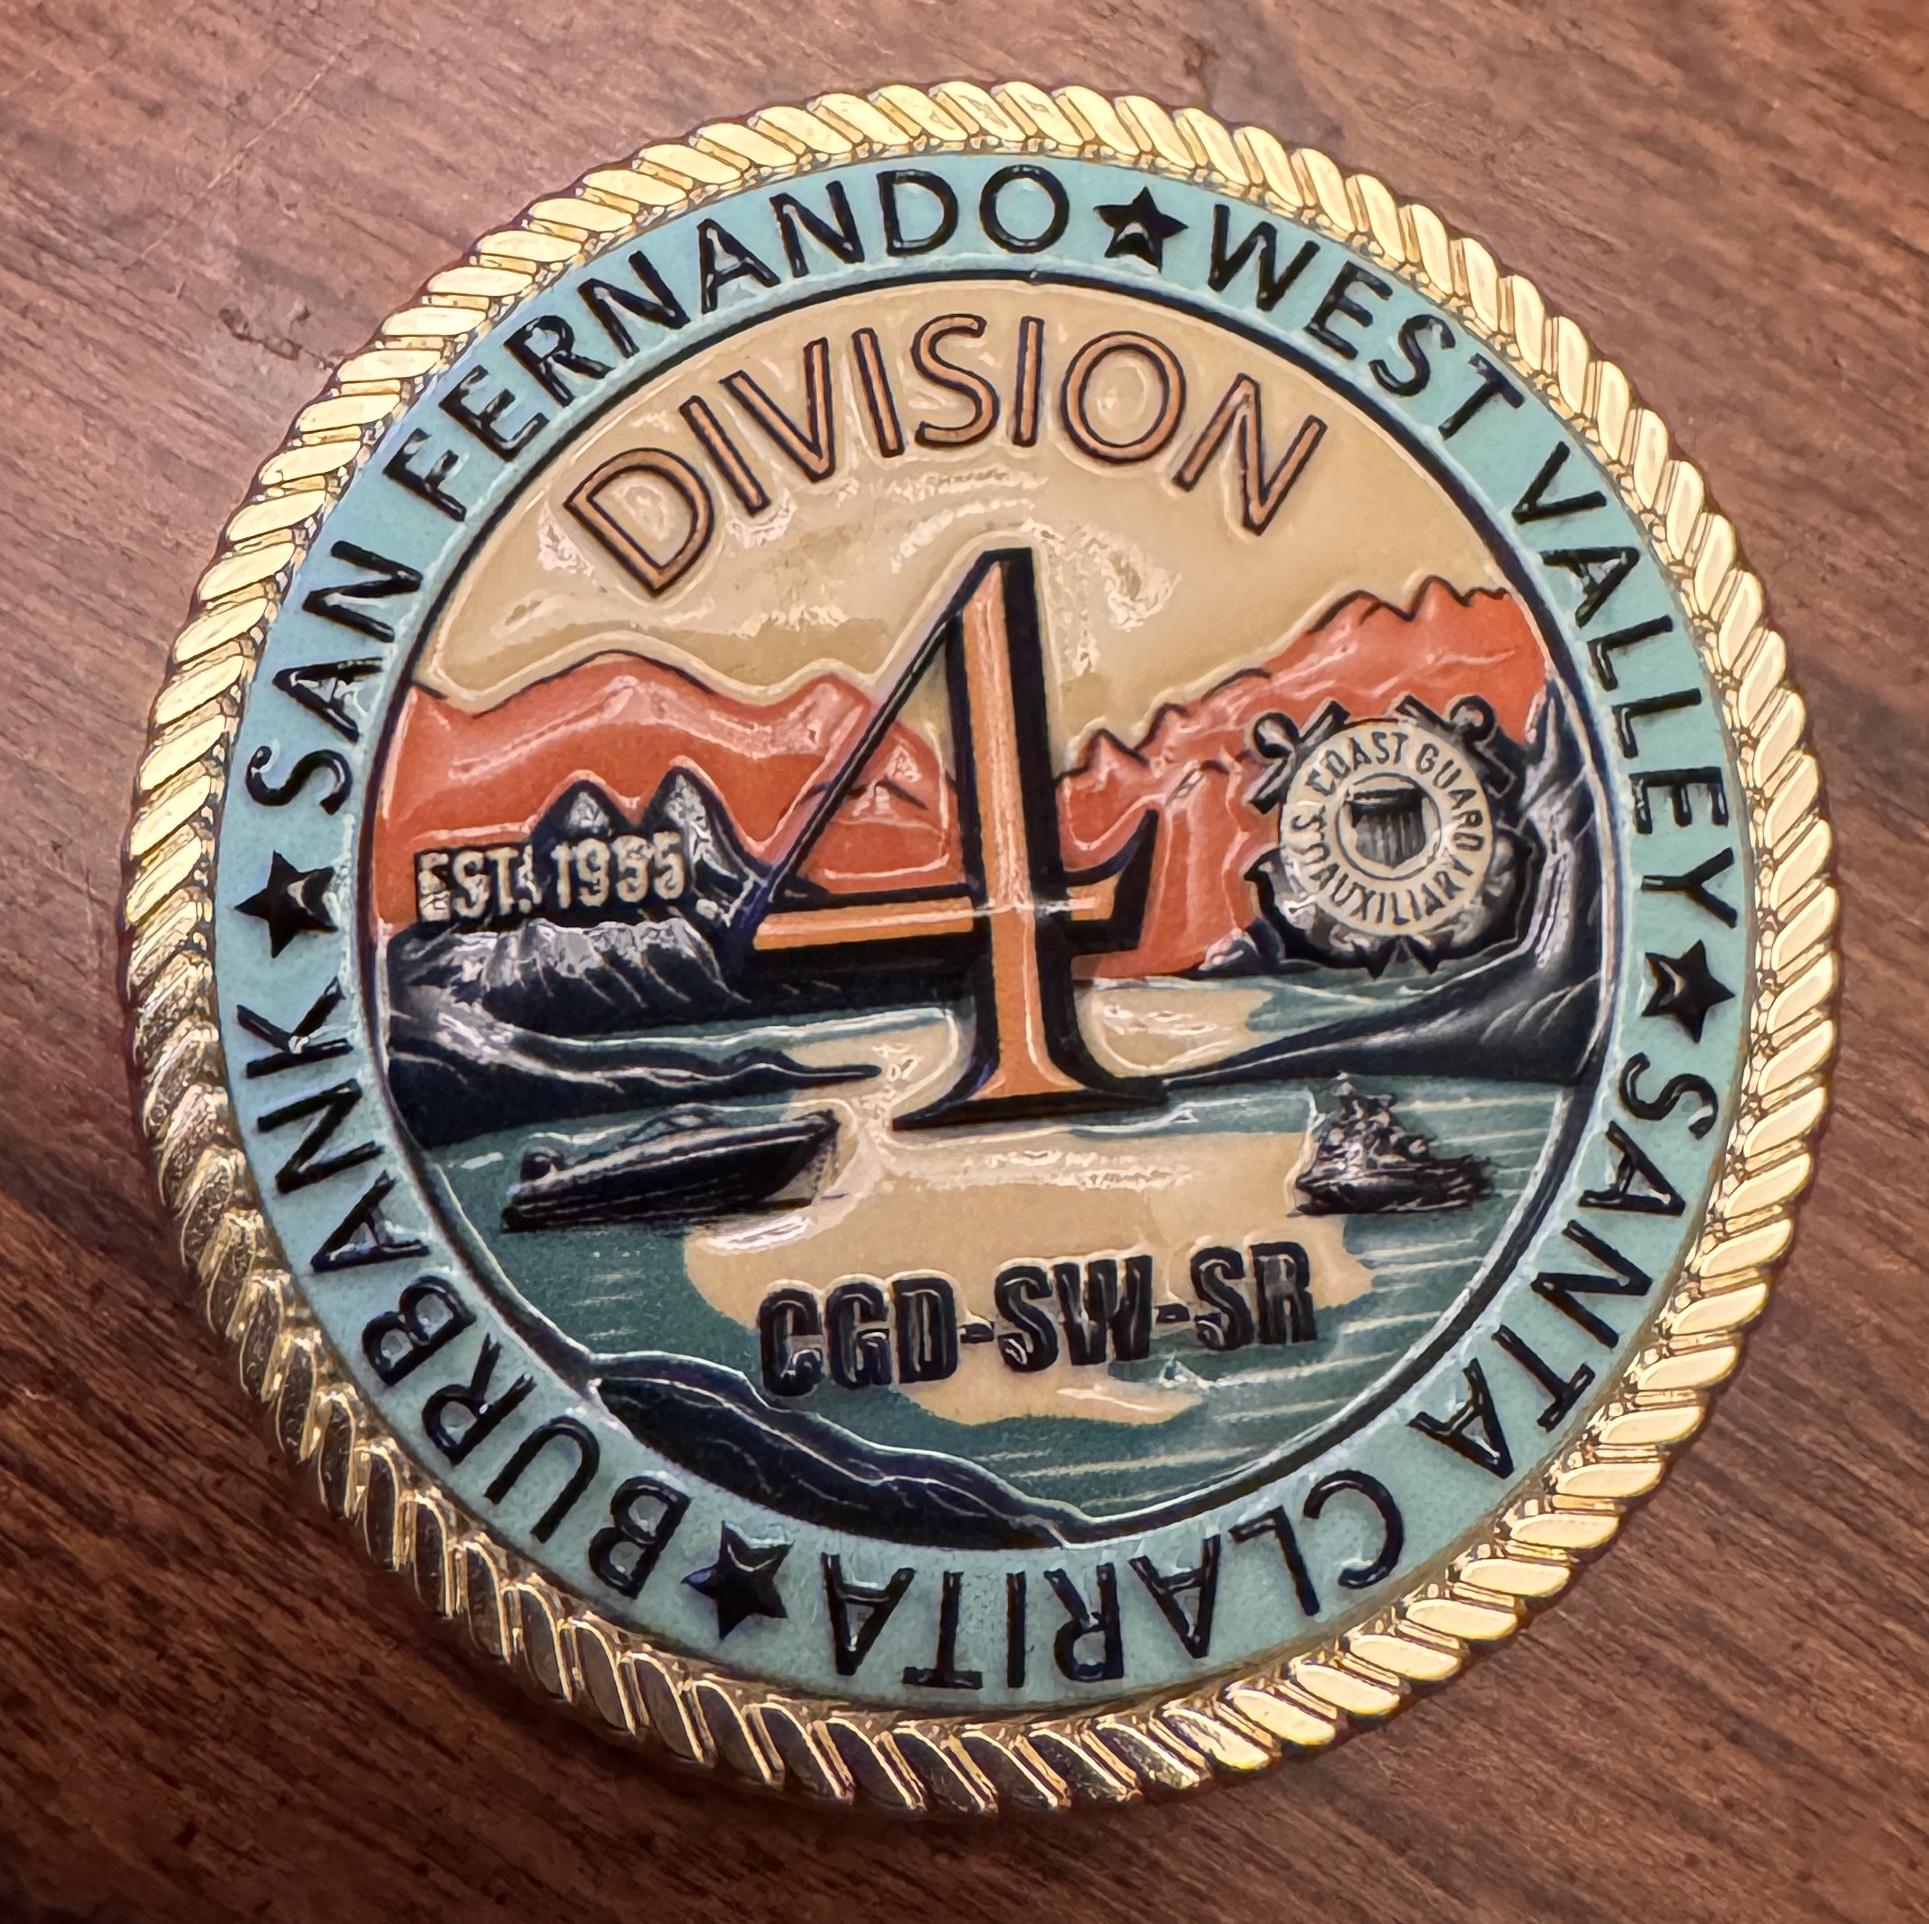 SAN FERNANDO ★ WEST VALLEY ★ SANTA CLARITA ★ BURBANK ★
DIVISION
4
EST. 1955
U.S. COAST GUARD
AUXILIARY
CGD-SW-SR